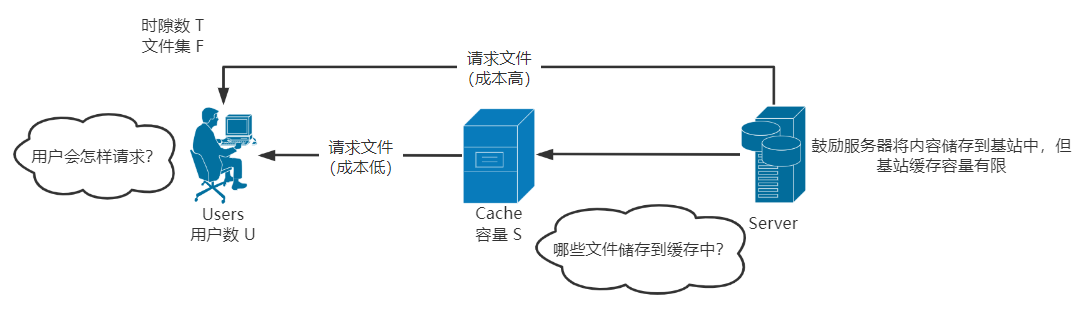 时隙数 T
文件集 F
请求文件
(成本高)
用户会怎样请求？
请求文件
(成本低)
鼓励服务器将内容储存到基站中，但
基站缓存容量有限
Users
用户数 U
Cache
容量 S
Server
哪些文件储存到缓存中？